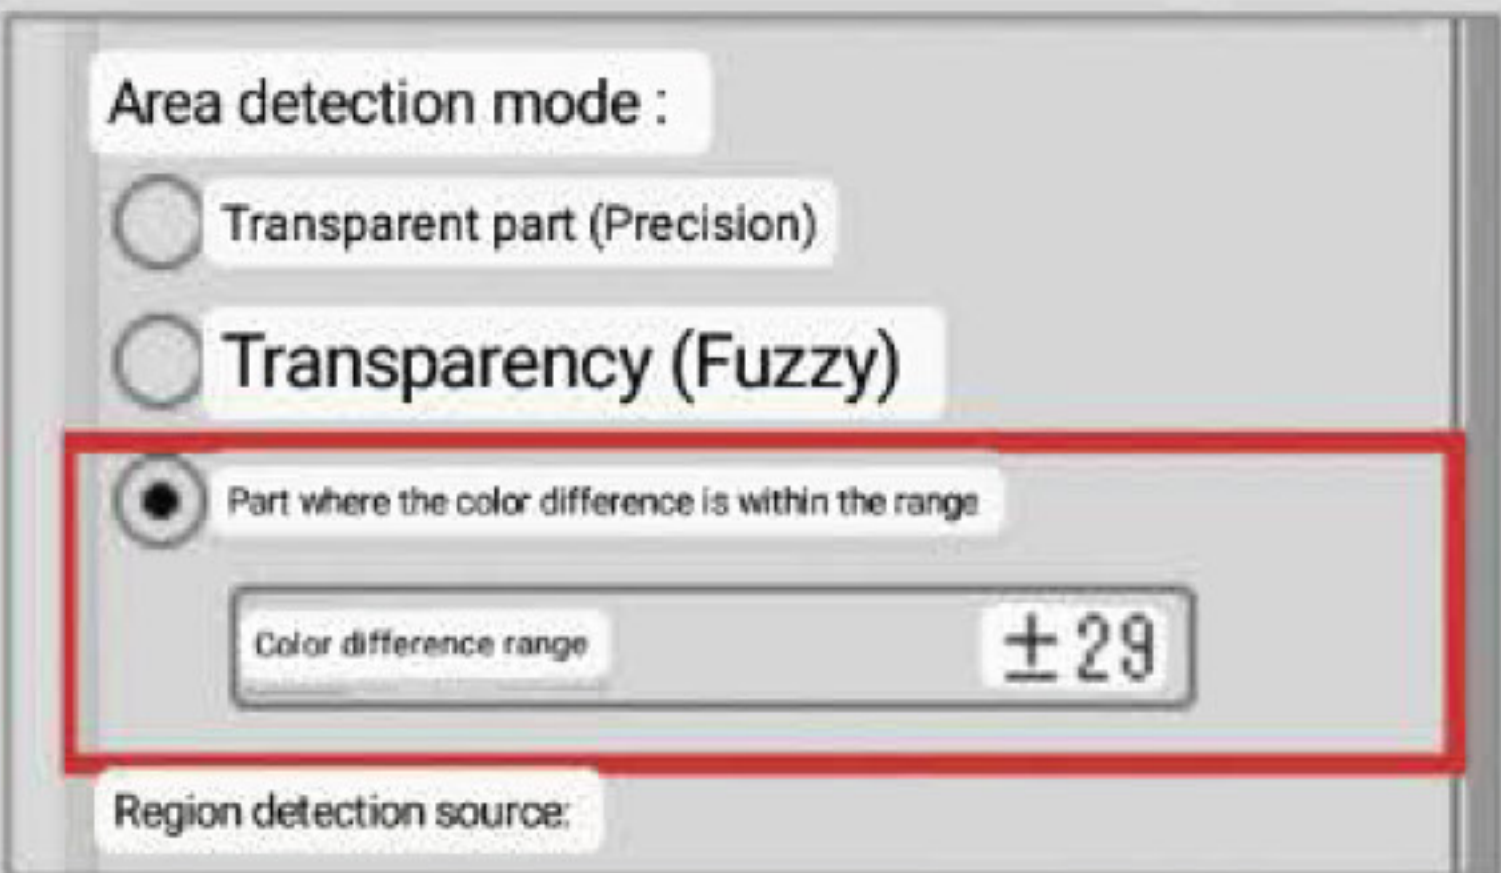 Area detection mode :
Transparent part (Precision)
Transparency (Fuzzy)
Part where the color difference is within the range
Color difference range ±29
Region detection source: